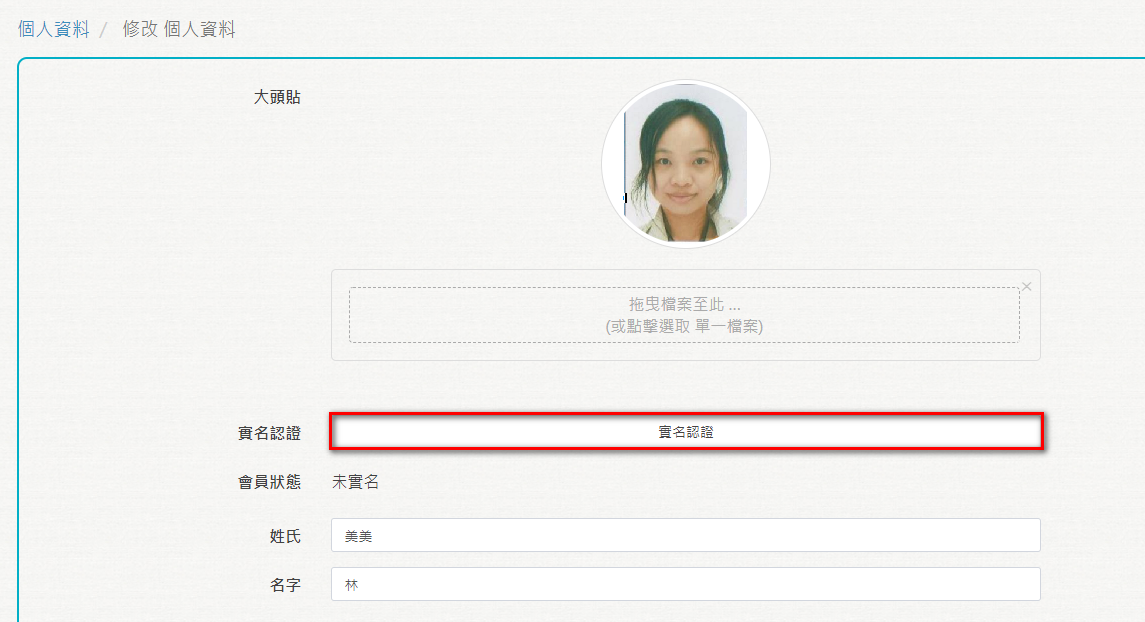 個人資料 / 修改 個人資料
大頭貼
×
拖曳檔案至此 ...
(或點擊選取 單一檔案)
實名認證 實名認證
會員狀態 未實名
姓氏 美美
名字 林